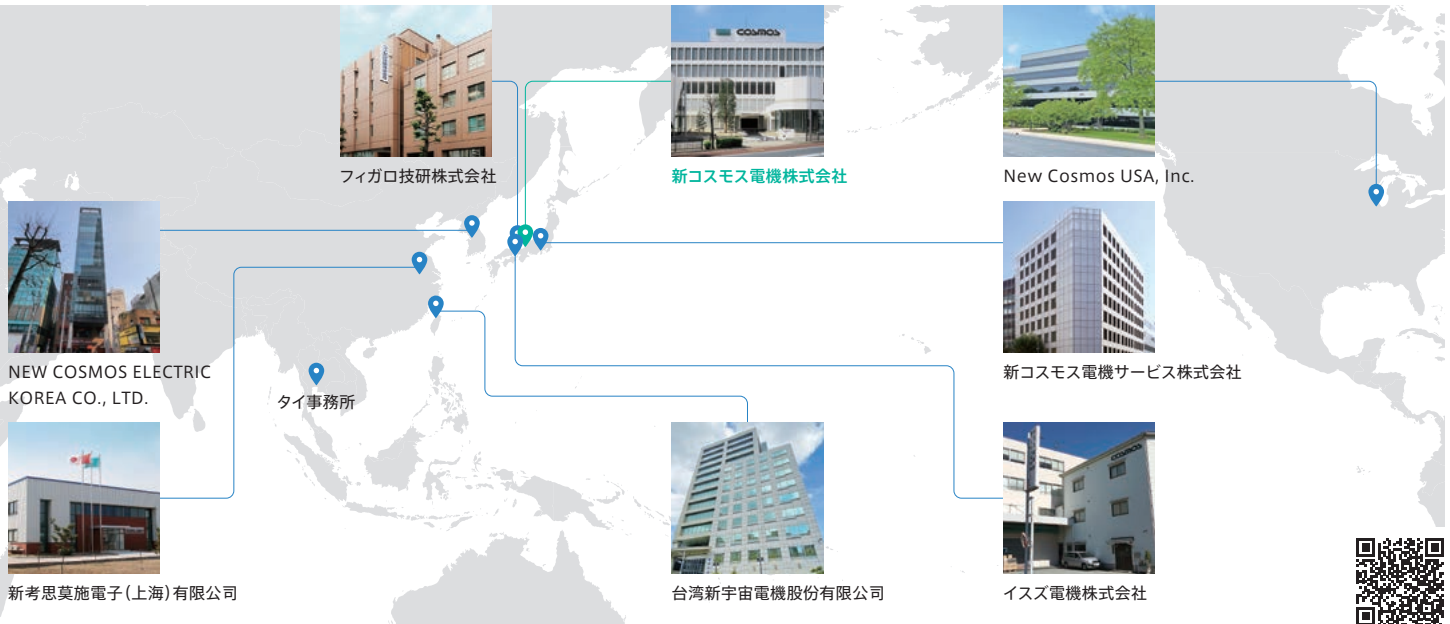 COSMOS
フィガロ技研株式会社
新コスモス電機株式会社
New Cosmos USA, Inc.
NEW COSMOS ELECTRIC
KOREA CO., LTD.
タイ事務所
新コスモス電機サービス株式会社
COSMOS
新考思莫施電子(上海)有限公司
台湾新宇宙電機股份有限公司
イスズ電機株式会社